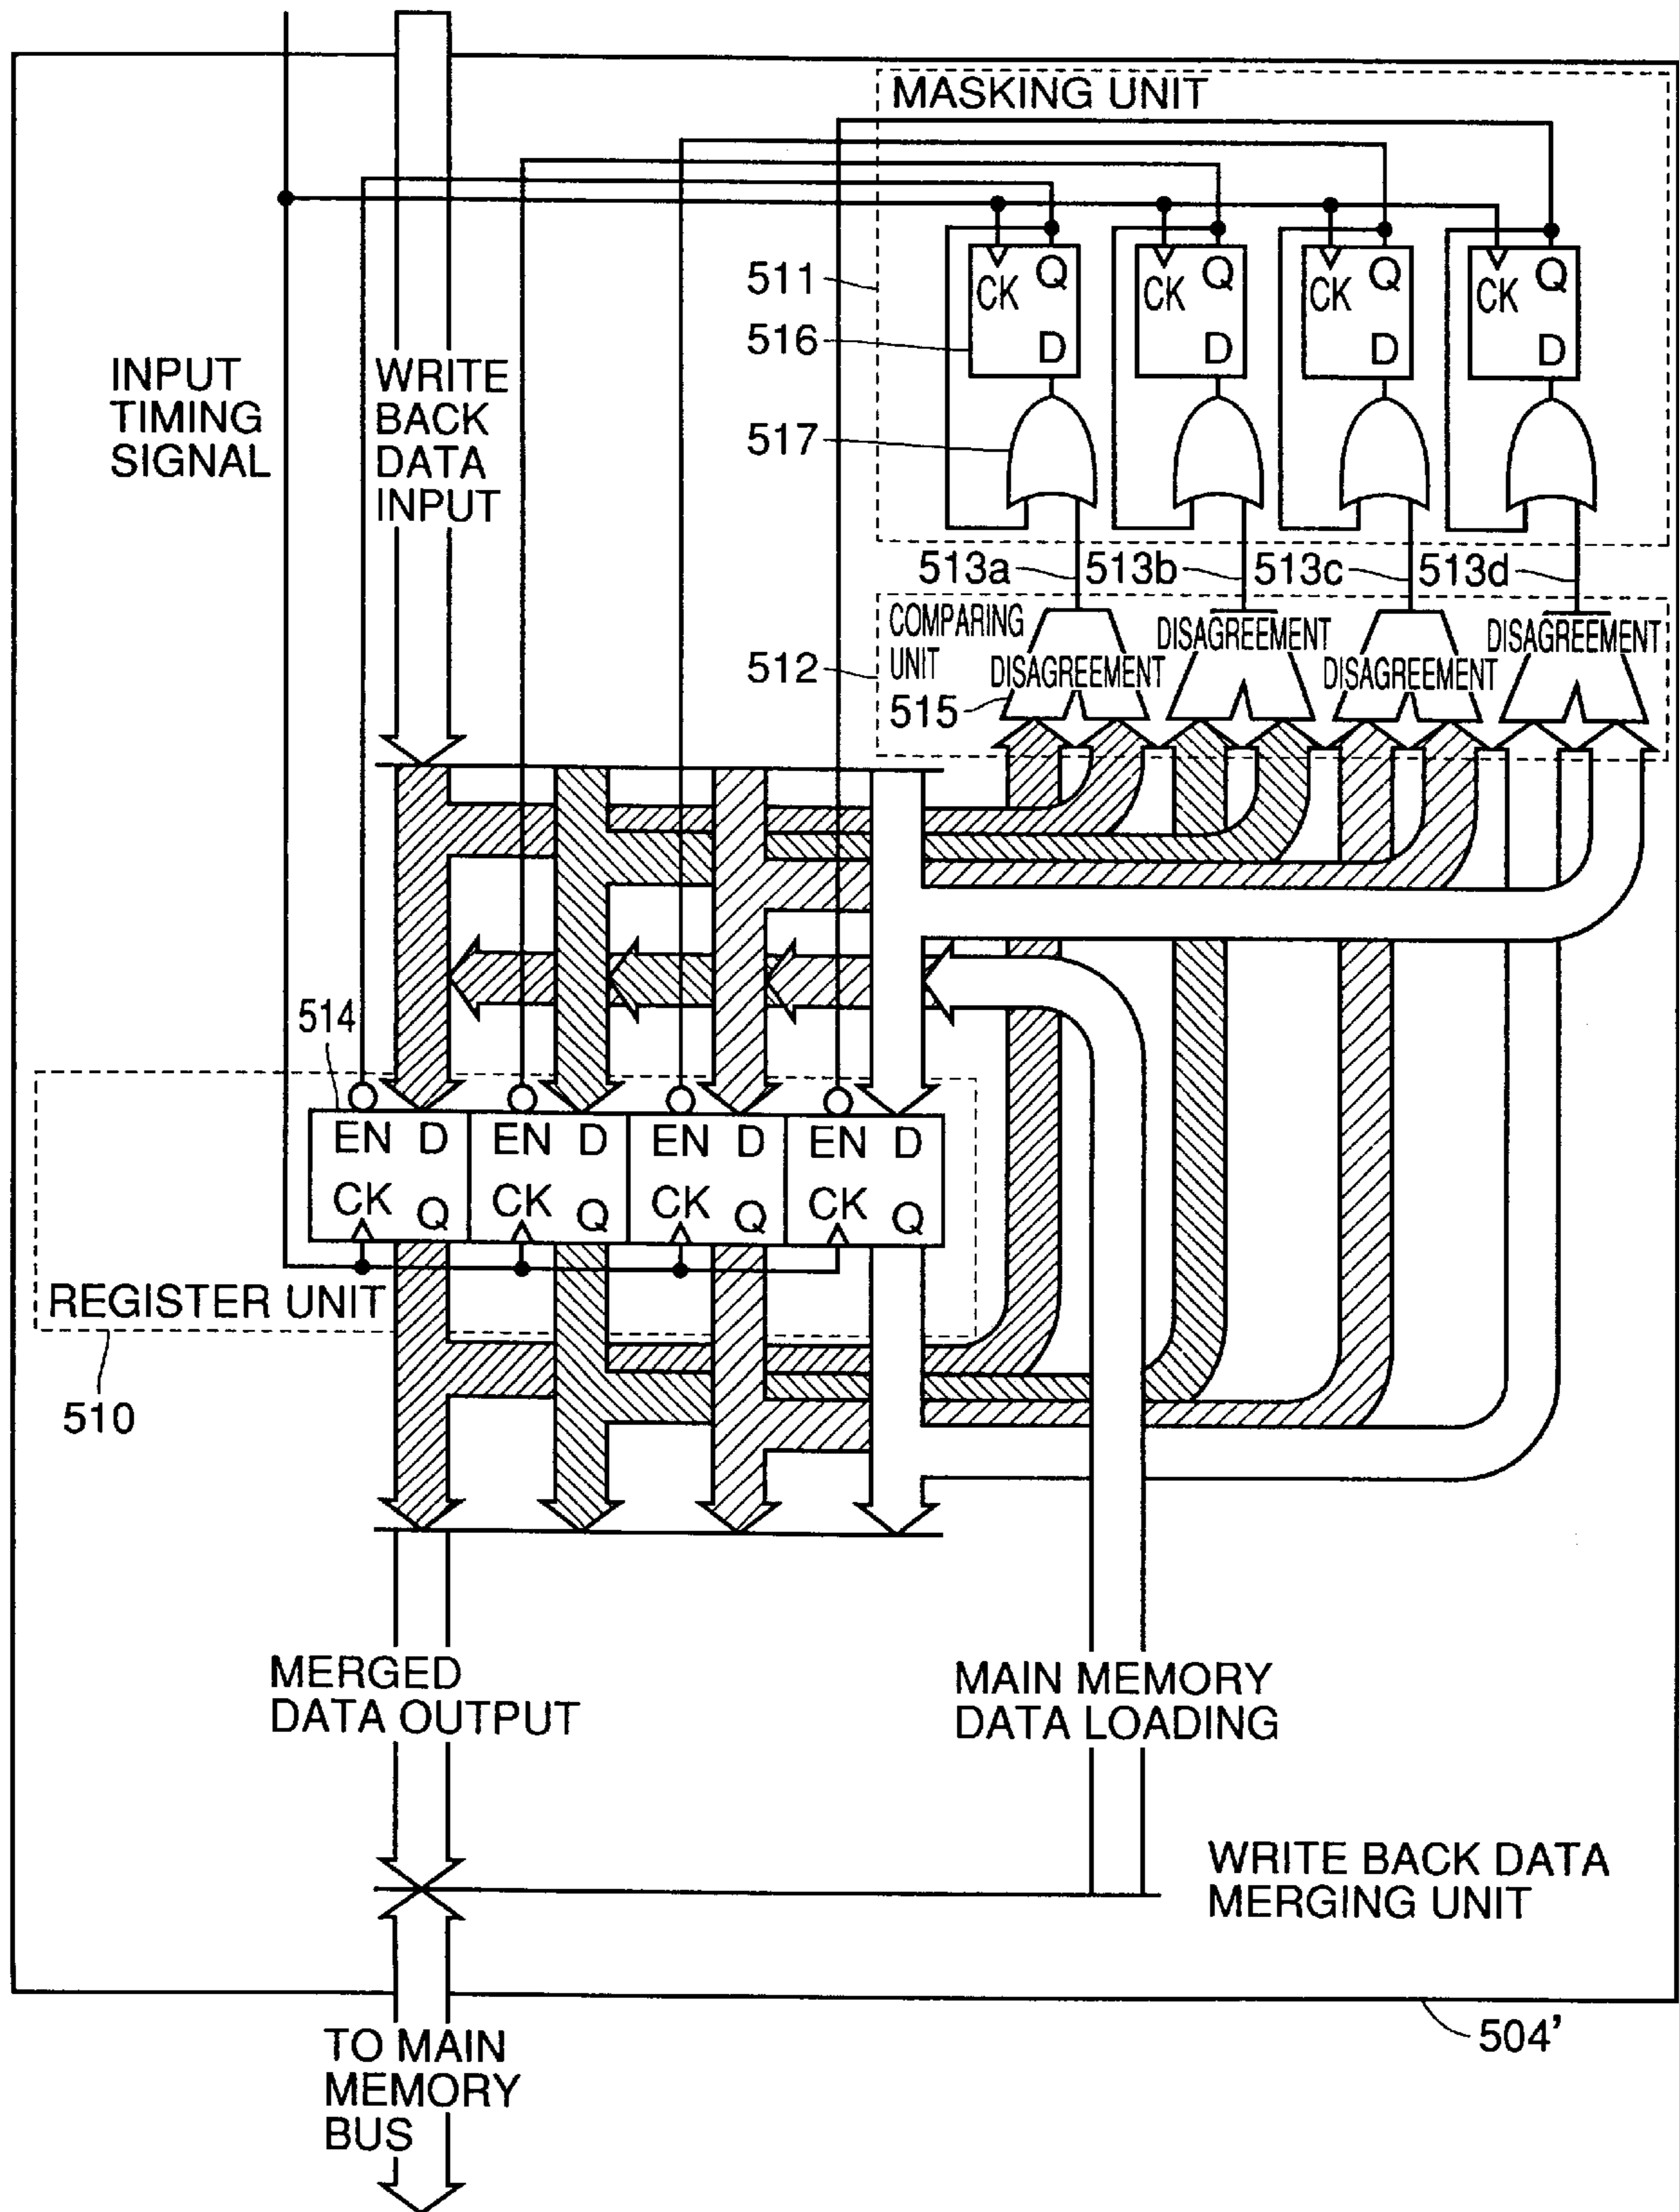 MASKING UNIT
511
CK Q
CK Q
CK Q
CK Q
516
D
D
D
D
INPUT
TIMING
SIGNAL
WRITE
BACK
DATA
INPUT
517
513a
513b
513c
513d
COMPARING
UNIT
512
515
DISAGREEMENT
DISAGREEMENT
DISAGREEMENT
DISAGREEMENT
514
EN D
EN D
EN D
EN D
CK Q
CK Q
CK Q
CK Q
REGISTER UNIT
510
MERGED
DATA OUTPUT
MAIN MEMORY
DATA LOADING
WRITE BACK DATA
MERGING UNIT
504'
TO MAIN
MEMORY
BUS